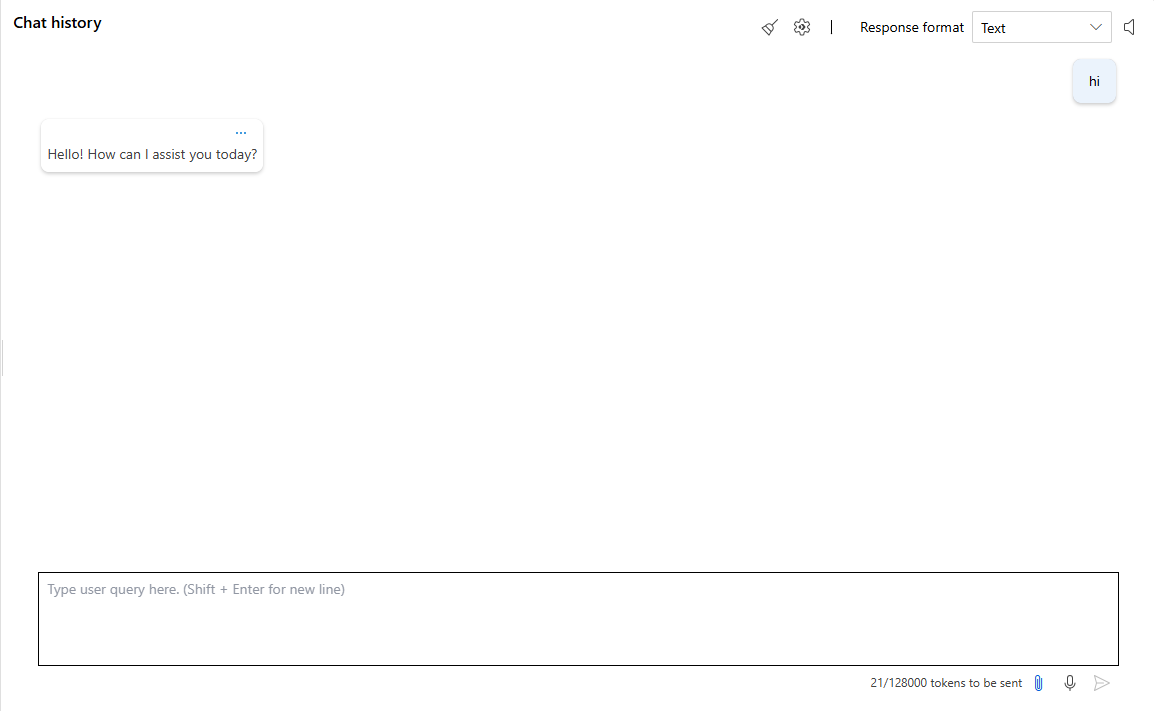 Chat history
Response format
Text
hi
...
Hello! How can I assist you today?
Type user query here. (Shift + Enter for new line)
21/128000 tokens to be sent